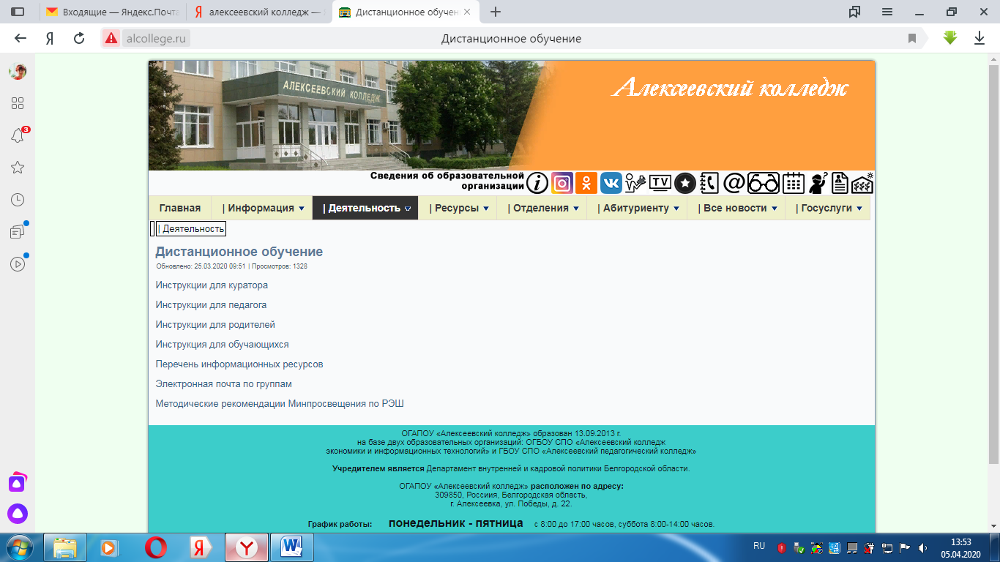 Входящие — Яндекс.Почта
алексеевский колледж —
Дистанционное обучен
alcollege.ru
Дистанционное обучение
3
АЛЕКСЕЕВСКИЙ КОЛЛЕДЖ
Алексеевский колледж
Сведения об образовательной
организации
TV
Главная | Информация | Деятельность | Ресурсы | Отделения | Абитуриенту | Все новости | Госуслуги
| Деятельность
Дистанционное обучение
Обновлено: 25.03.2020 09:51 | Просмотров: 1328
Инструкции для куратора
Инструкции для педагога
Инструкции для родителей
Инструкция для обучающихся
Перечень информационных ресурсов
Электронная почта по группам
Методические рекомендации Минпросвещения по РЭШ
ОГАПОУ «Алексеевский колледж» образован 13.09.2013 г.
на базе двух образовательных организаций: ОГБОУ СПО «Алексеевский колледж
экономики и информационных технологий» и ГБОУ СПО «Алексеевский педагогический колледж»
Учредителем является Департамент внутренней и кадровой политики Белгородской области.
ОГАПОУ «Алексеевский колледж» расположен по адресу:
309850, Россиия, Белгородская область,
г. Алексеевка, ул. Победы, д. 22.
График работы: понедельник - пятница с 8:00 до 17:00 часов, суббота 8:00-14:00 часов.
RU
13:53
05.04.2020